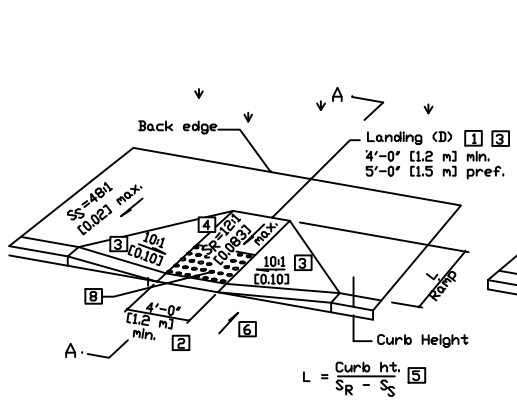 A
Back edge
Landing (D) 1 3
4'-0" [1.2 m] min.
5'-0" [1.5 m] pref.
SS=48:1
[0.02] max.
4
SR=12:1
[0.083] max.
3 10:1
[0.10]
10:1 3
[0.10]
L
Ramp
8
4'-0"
[1.2 m]
min.
2
6
A
Curb Height
L = Curb ht.
SR - SS
5